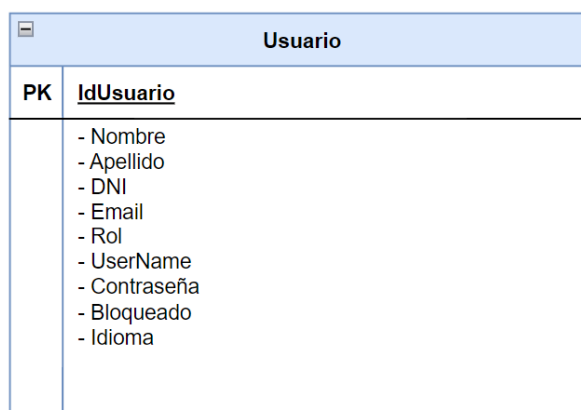 Usuario
PK IdUsuario
- Nombre
- Apellido
- DNI
- Email
- Rol
- UserName
- Contraseña
- Bloqueado
- Idioma